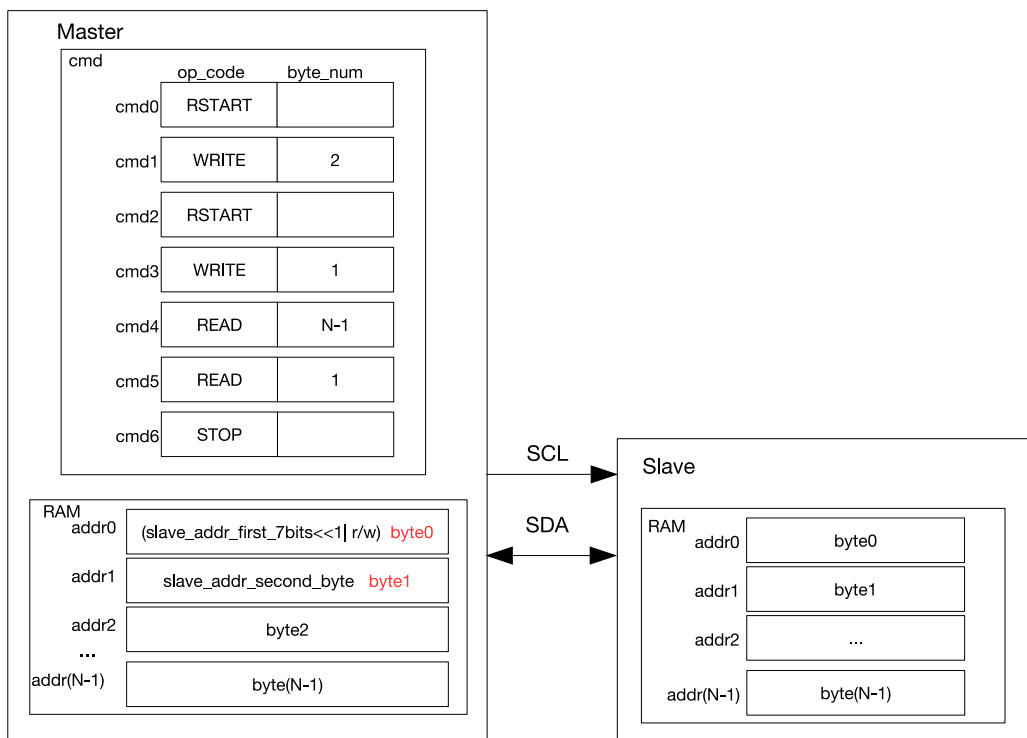 Master
cmd
op_code byte_num
cmd0 RSTART
cmd1 WRITE 2
cmd2 RSTART
cmd3 WRITE 1
cmd4 READ N-1
cmd5 READ 1
cmd6 STOP
RAM
addr0 (slave_addr_first_7bits<<1| r/w) byte0
addr1 slave_addr_second_byte byte1
addr2 byte2
...
addr(N-1) byte(N-1)
SCL
SDA
Slave
RAM
addr0 byte0
addr1 byte1
addr2 ...
addr(N-1) byte(N-1)